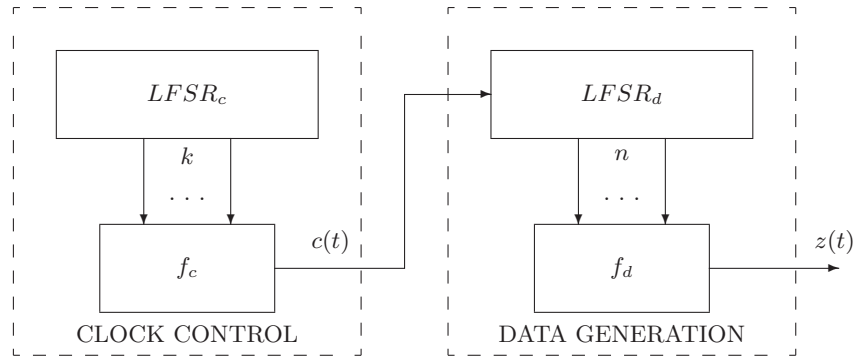 LFSR_c
LFSR_d
k
n
. . .
. . .
c(t)
z(t)
f_c
f_d
CLOCK CONTROL
DATA GENERATION